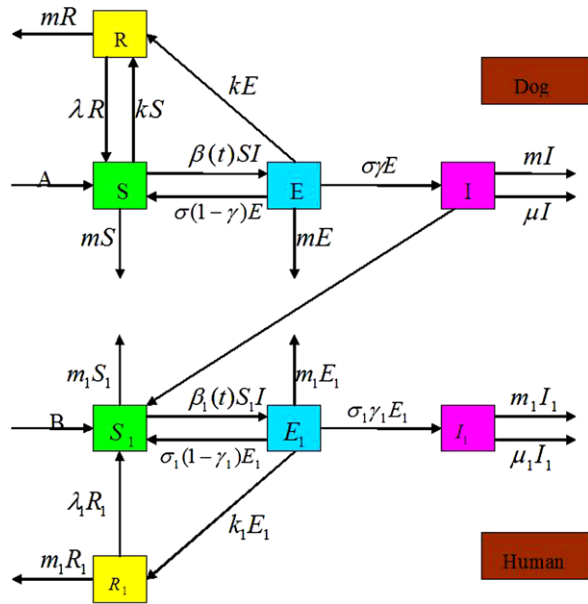 mR
R
Dog
λR
kS
kE
A
S
β(t)SI
σ(1−γ)E
E
σγE
I
mI
μI
mS
mE
m₁S₁
m₁E₁
B
S₁
β₁(t)S₁I
σ₁(1−γ₁)E₁
E₁
σ₁γ₁E₁
I₁
m₁I₁
μ₁I₁
λ₁R₁
k₁E₁
m₁R₁
R₁
Human